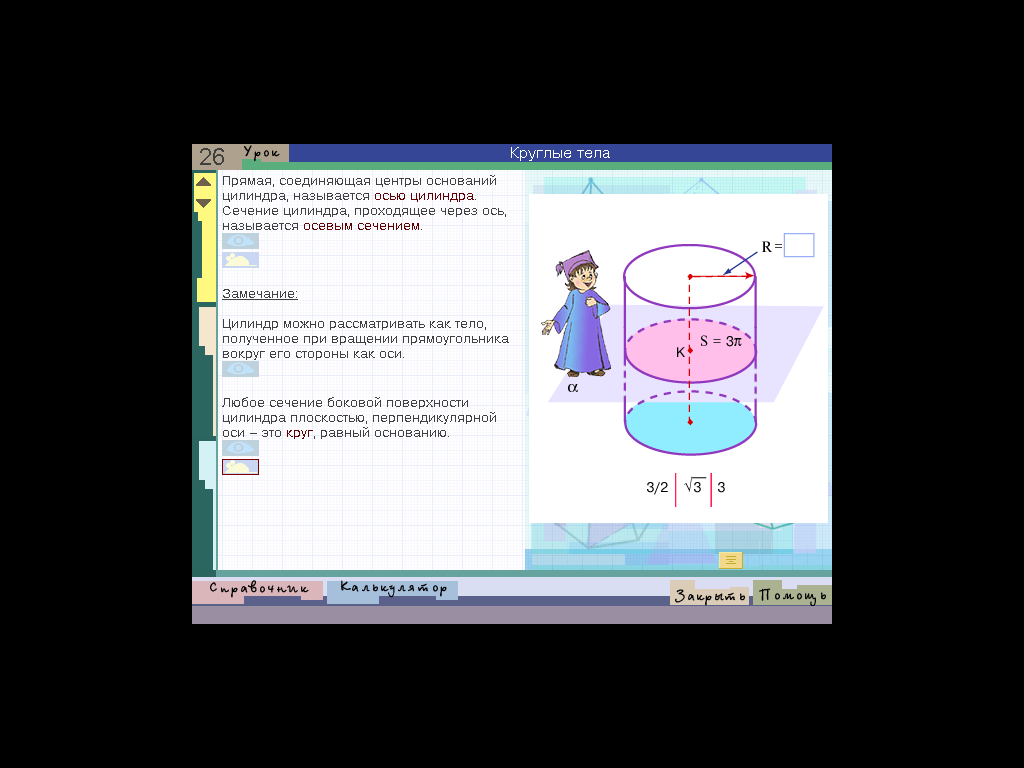 26
Урок
Круглые тела
Прямая, соединяющая центры оснований
цилиндра, называется осью цилиндра.
Сечение цилиндра, проходящее через ось,
называется осевым сечением.
Замечание:
Цилиндр можно рассматривать как тело,
полученное при вращении прямоугольника
вокруг его стороны как оси.
Любое сечение боковой поверхности
цилиндра плоскостью, перпендикулярной
оси – это круг, равный основанию.
R =
S = 3π
K
α
3/2 √3 3
Справочник
Калькулятор
Закрыть
Помощь